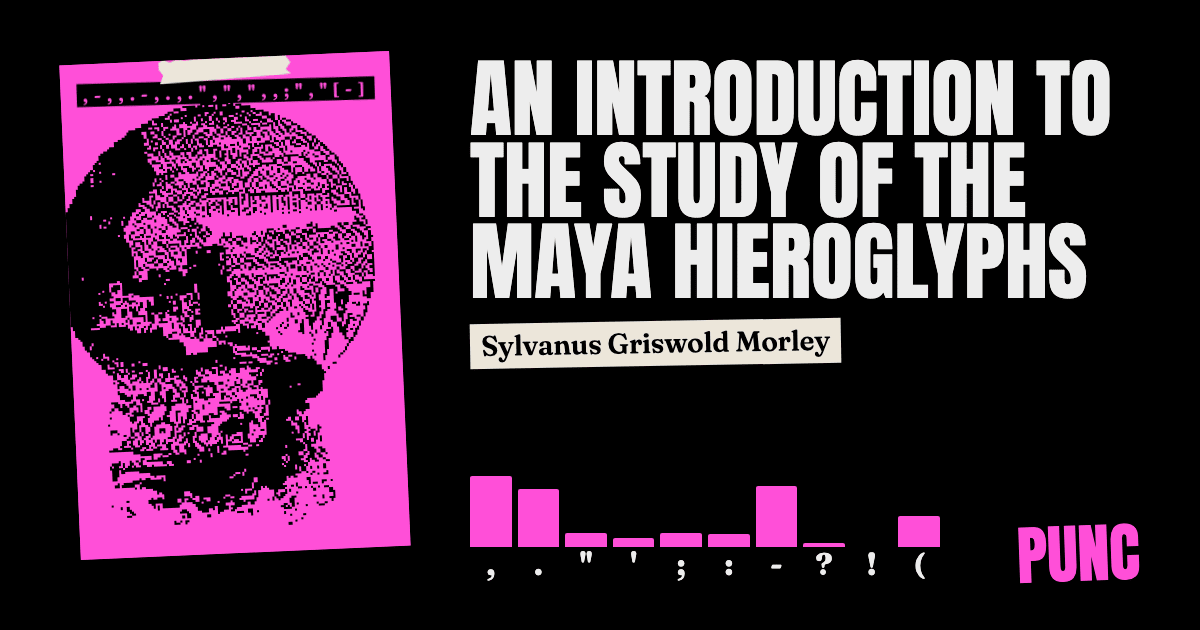 ,-,,.-,.,.",",",,;","[-]
AN INTRODUCTION TO
THE STUDY OF THE
MAYA HIEROGLYPHS
Sylvanus Griswold Morley
, . " ' ; : - ? ! (
PUNC